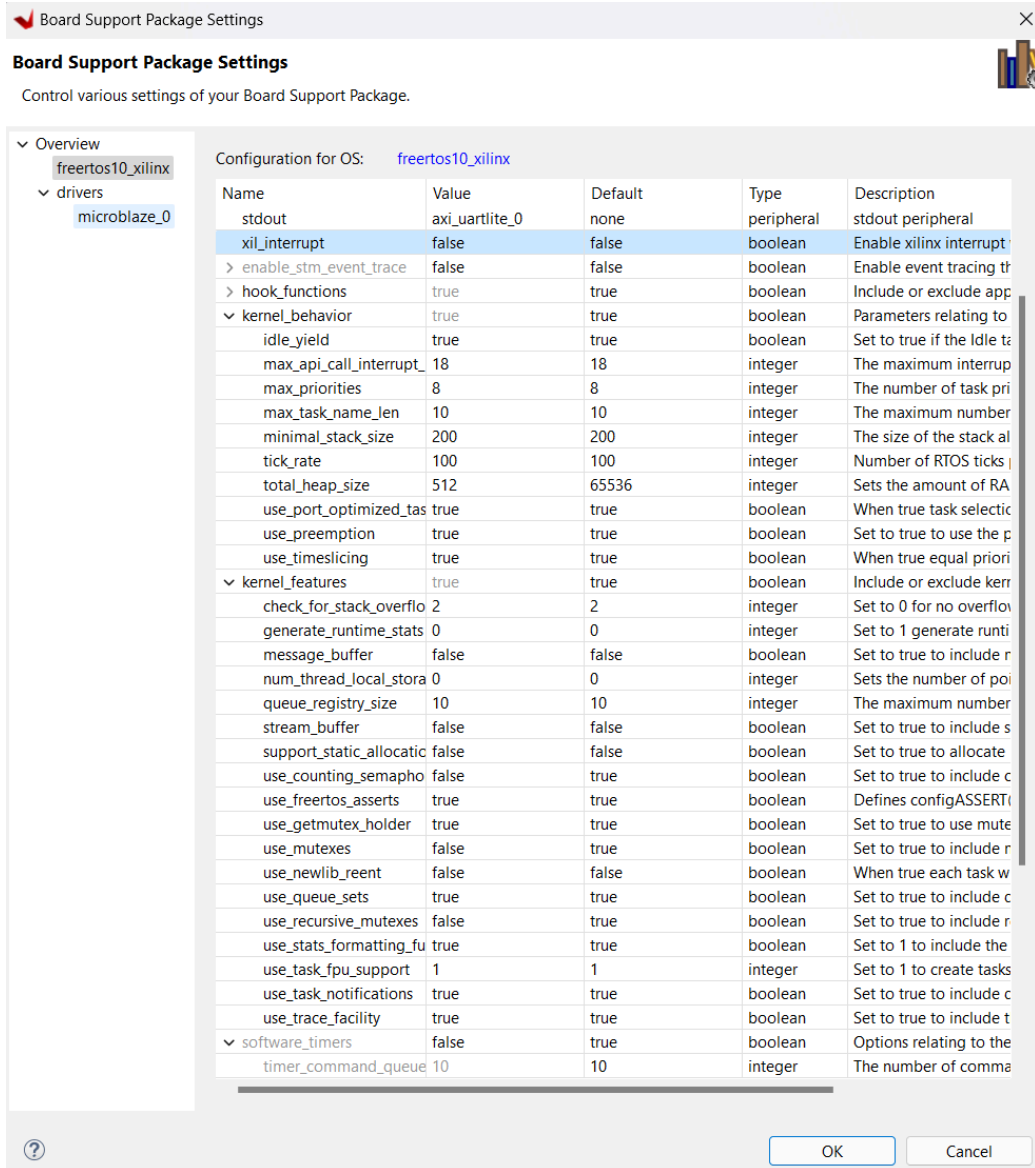 Board Support Package Settings
Board Support Package Settings
Control various settings of your Board Support Package.
Overview
freertos10_xilinx
drivers
microblaze_0
Configuration for OS: freertos10_xilinx
Name Value Default Type Description
stdout axi_uartlite_0 none peripheral stdout peripheral
xil_interrupt false false boolean Enable xilinx interrupt
enable_stm_event_trace false false boolean Enable event tracing th
hook_functions true true boolean Include or exclude app
kernel_behavior true true boolean Parameters relating to
idle_yield true true boolean Set to true if the Idle ta
max_api_call_interrupt_ 18 18 integer The maximum interrup
max_priorities 8 8 integer The number of task pri
max_task_name_len 10 10 integer The maximum number
minimal_stack_size 200 200 integer The size of the stack al
tick_rate 100 100 integer Number of RTOS ticks
total_heap_size 512 65536 integer Sets the amount of RA
use_port_optimized_tas true true boolean When true task selectic
use_preemption true true boolean Set to true to use the p
use_timeslicing true true boolean When true equal priori
kernel_features true true boolean Include or exclude kerr
check_for_stack_overflo 2 2 integer Set to 0 for no overflov
generate_runtime_stats 0 0 integer Set to 1 generate runti
message_buffer false false boolean Set to true to include
num_thread_local_stora 0 0 integer Sets the number of poi
queue_registry_size 10 10 integer The maximum number
stream_buffer false false boolean Set to true to include s
support_static_allocatic false false boolean Set to true to allocate
use_counting_semapho false true boolean Set to true to include c
use_freertos_asserts true true boolean Defines configASSERT(
use_getmutex_holder true true boolean Set to true to use mute
use_mutexes false true boolean Set to true to include
use_newlib_reent false false boolean When true each task w
use_queue_sets true true boolean Set to true to include c
use_recursive_mutexes false true boolean Set to true to include
use_stats_formatting_fu true true boolean Set to 1 to include the
use_task_fpu_support 1 1 integer Set to 1 to create tasks
use_task_notifications true true boolean Set to true to include c
use_trace_facility true true boolean Set to true to include t
software_timers false true boolean Options relating to the
timer_command_queue 10 10 integer The number of comma
OK Cancel